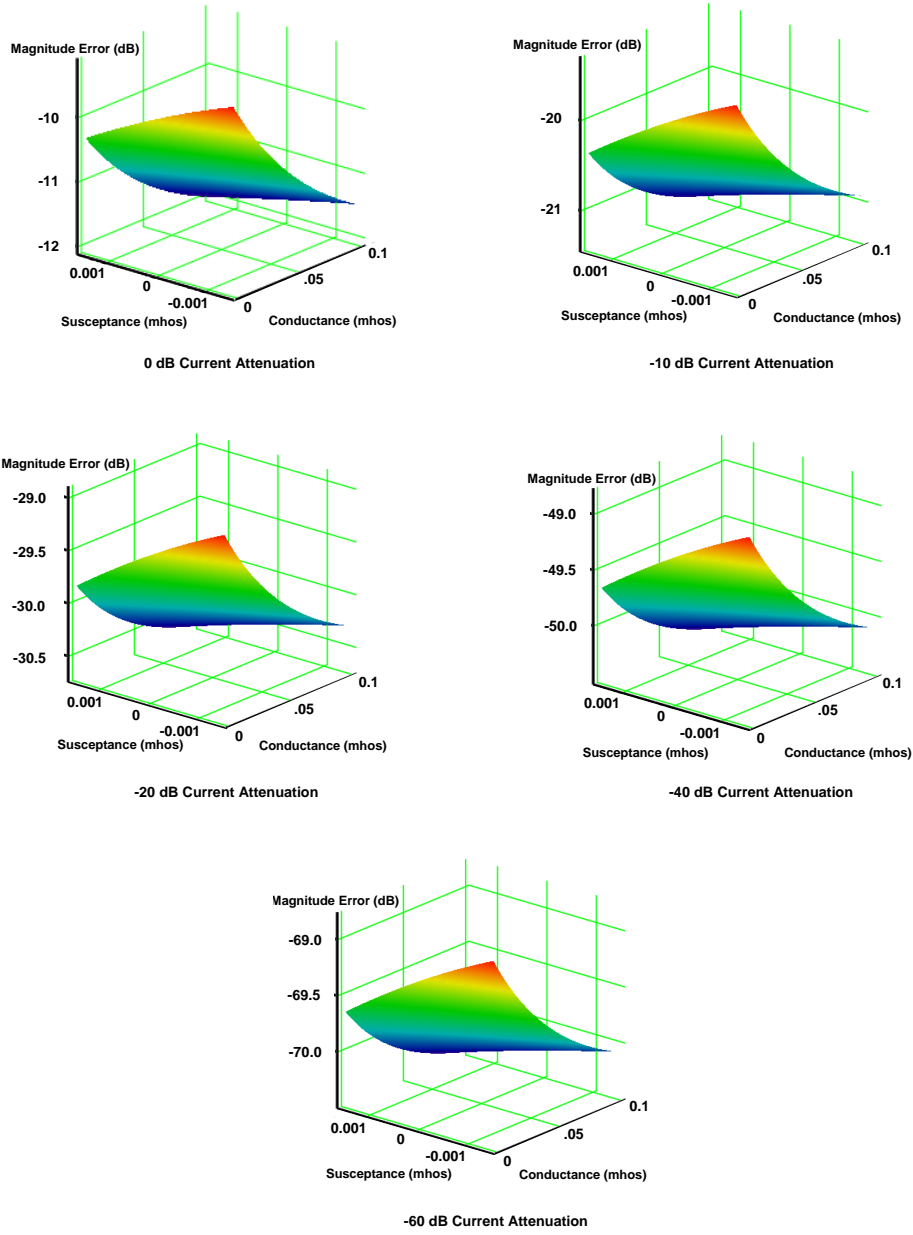 Magnitude Error (dB)
-10
-11
-12
0.001
0
-0.001
0
.05
0.1
Susceptance (mhos)
Conductance (mhos)
0 dB Current Attenuation
Magnitude Error (dB)
-20
-21
0.001
0
-0.001
0
.05
0.1
Susceptance (mhos)
Conductance (mhos)
-10 dB Current Attenuation
Magnitude Error (dB)
-29.0
-29.5
-30.0
-30.5
0.001
0
-0.001
0
.05
0.1
Susceptance (mhos)
Conductance (mhos)
-20 dB Current Attenuation
Magnitude Error (dB)
-49.0
-49.5
-50.0
0.001
0
-0.001
0
.05
0.1
Susceptance (mhos)
Conductance (mhos)
-40 dB Current Attenuation
Magnitude Error (dB)
-69.0
-69.5
-70.0
0.001
0
-0.001
0
.05
0.1
Susceptance (mhos)
Conductance (mhos)
-60 dB Current Attenuation